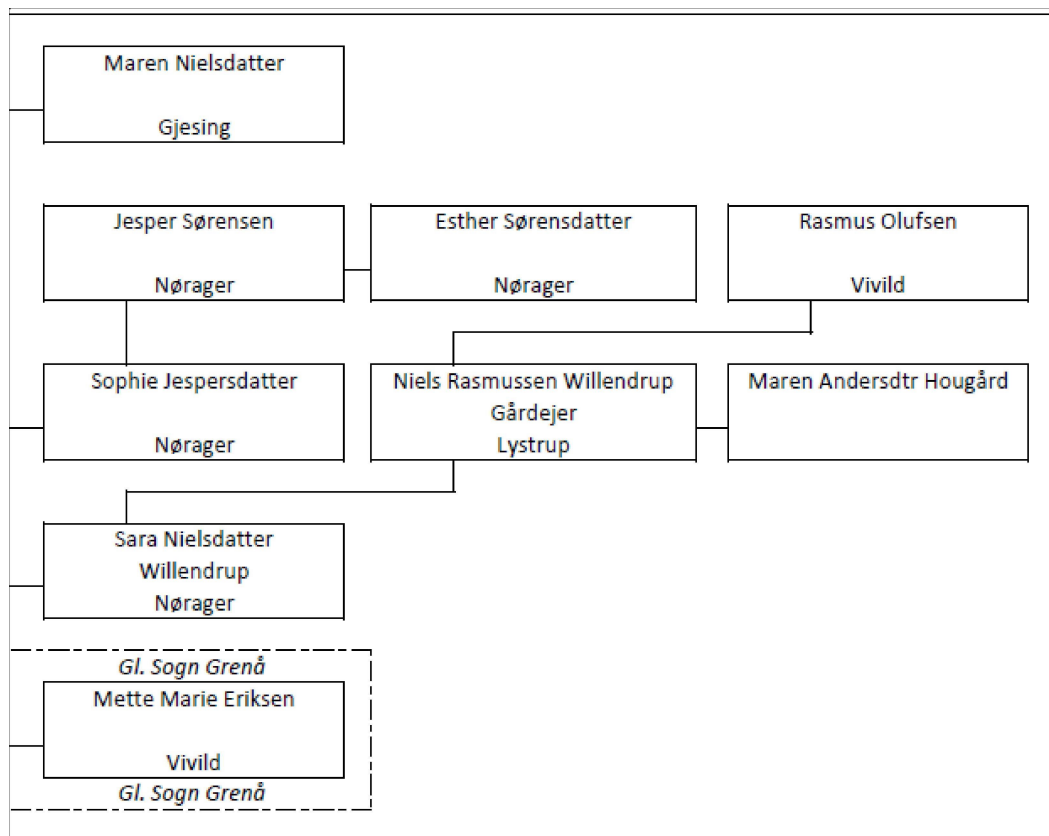 Maren Nielsdatter
Gjesing
Jesper Sørensen
Nørager
Esther Sørensdatter
Nørager
Rasmus Olufsen
Vivild
Sophie Jespersdatter
Nørager
Niels Rasmussen Willendrup
Gårdejer
Lystrup
Maren Andersdtr Hougård
Sara Nielsdatter
Willendrup
Nørager
Gl. Sogn Grenå
Mette Marie Eriksen
Vivild
Gl. Sogn Grenå